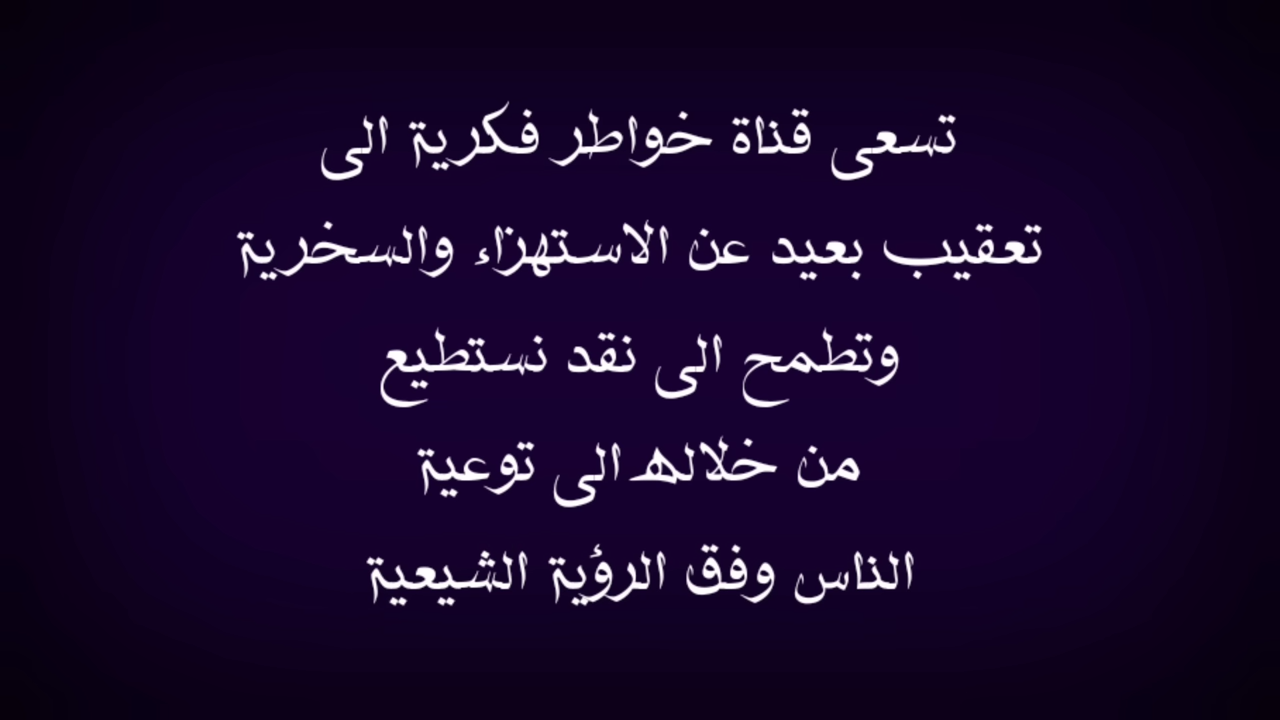 تسعى قناة خواطر فكرية الى
تعقيب بعيد عن الاستهزاء والسخرية
وتطمح الى نقد نستطيع
من خلاله الى توعية
الناس وفق الرؤية الشيعية